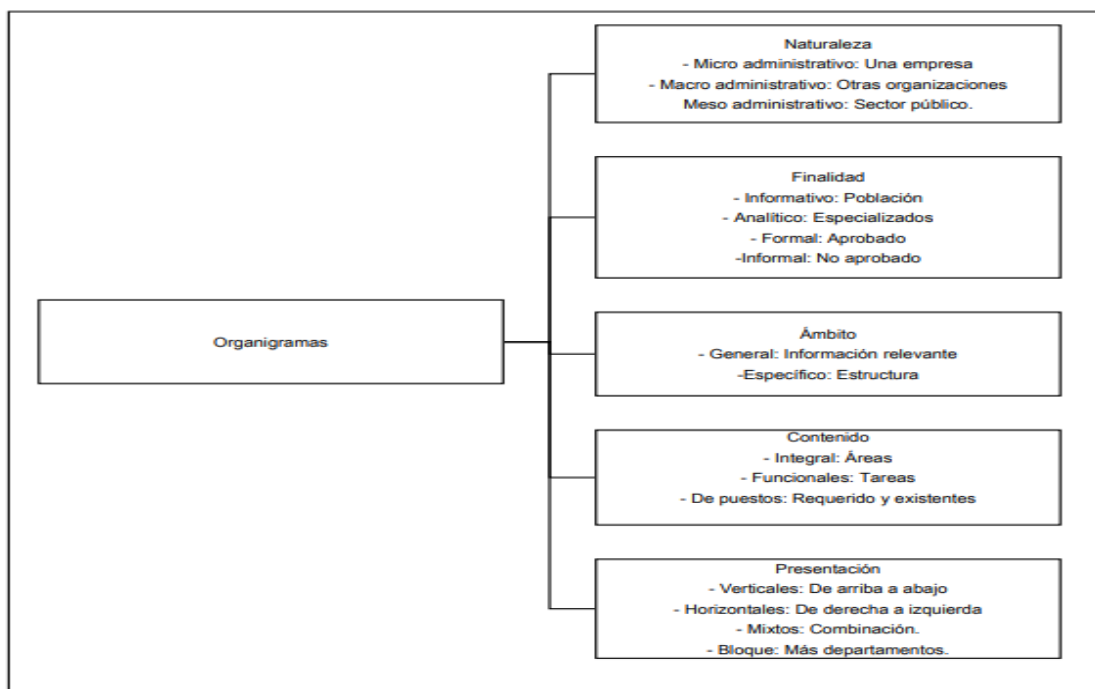 Organigramas
Naturaleza
- Micro administrativo: Una empresa
- Macro administrativo: Otras organizaciones
Meso administrativo: Sector público.
Finalidad
- Informativo: Población
- Analítico: Especializados
- Formal: Aprobado
-Informal: No aprobado
Ámbito
- General: Información relevante
-Específico: Estructura
Contenido
- Integral: Áreas
- Funcionales: Tareas
- De puestos: Requerido y existentes
Presentación
- Verticales: De arriba a abajo
- Horizontales: De derecha a izquierda
- Mixtos: Combinación.
- Bloque: Más departamentos.